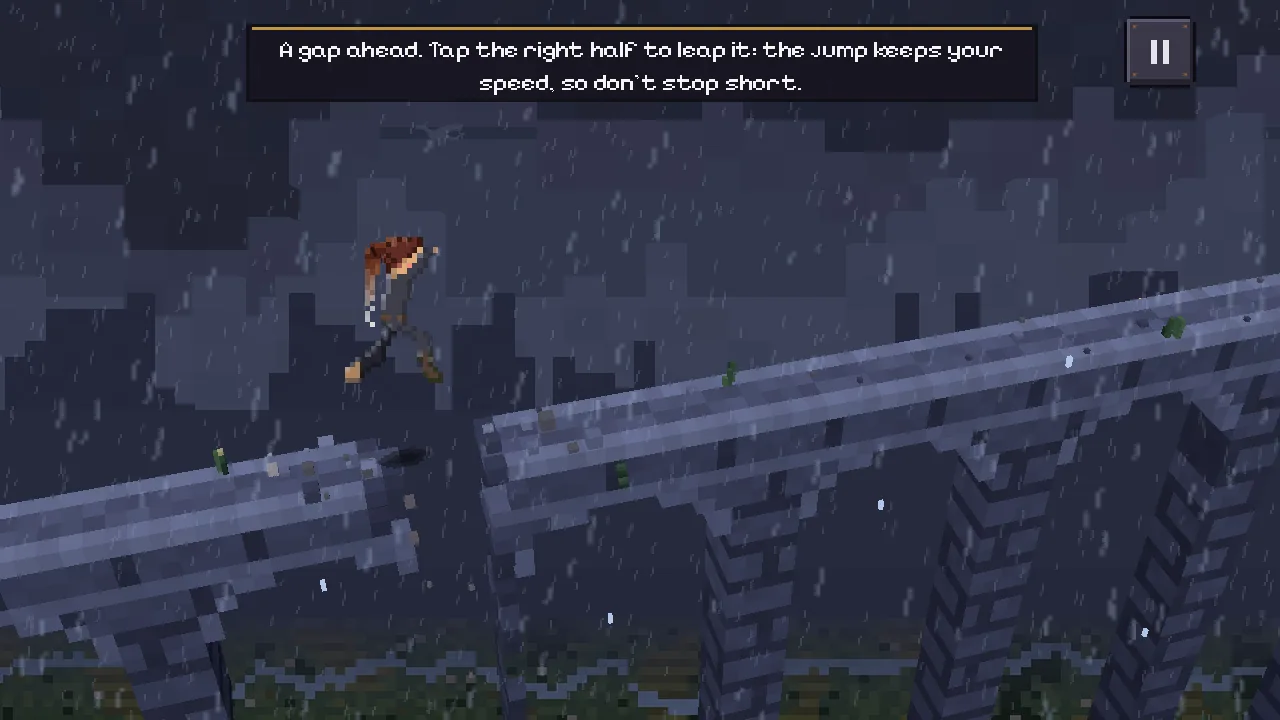 A gap ahead. Tap the right half to leap it: the jump keeps your
speed, so don't stop short.